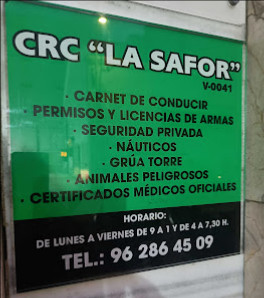 CRC “LA SAFOR”
V-0041
· CARNET DE CONDUCIR
· PERMISOS Y LICENCIAS DE ARMAS
· SEGURIDAD PRIVADA
· NÁUTICOS
· GRÚA TORRE
· ANIMALES PELIGROSOS
· CERTIFICADOS MÉDICOS OFICIALES
HORARIO:
DE LUNES A VIERNES DE 9 A 1 Y DE 4 A 7,30 H.
TEL.: 96 286 45 09